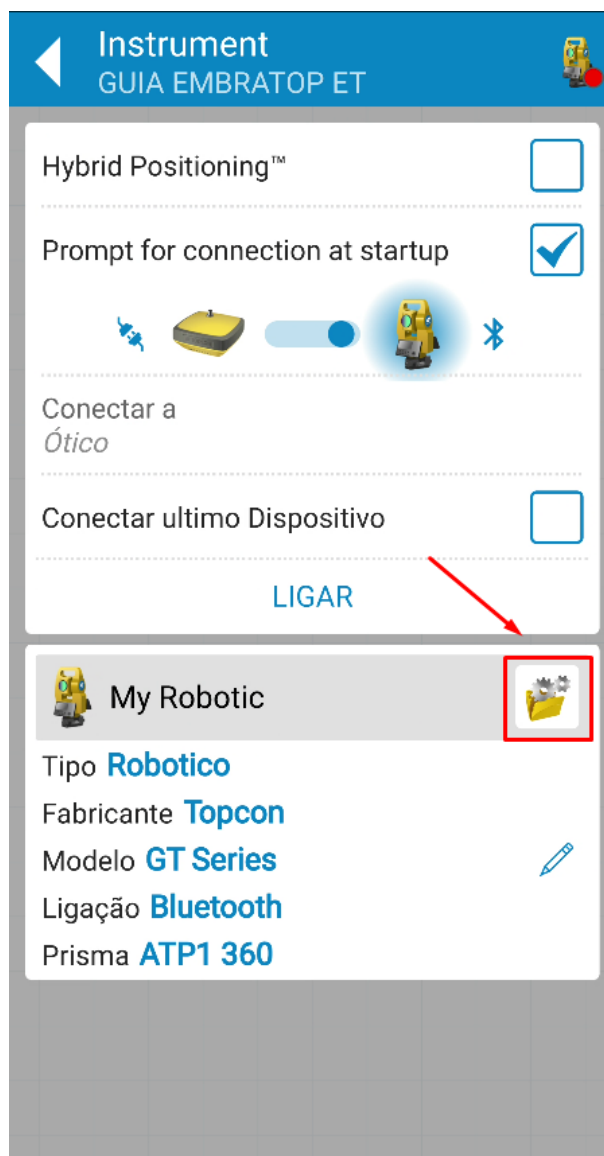 Instrument
GUIA EMBRATOP ET
Hybrid Positioning™
Prompt for connection at startup
Conectar a
Ótico
Conectar ultimo Dispositivo
LIGAR
My Robotic
Tipo Robotico
Fabricante Topcon
Modelo GT Series
Ligação Bluetooth
Prisma ATP1 360